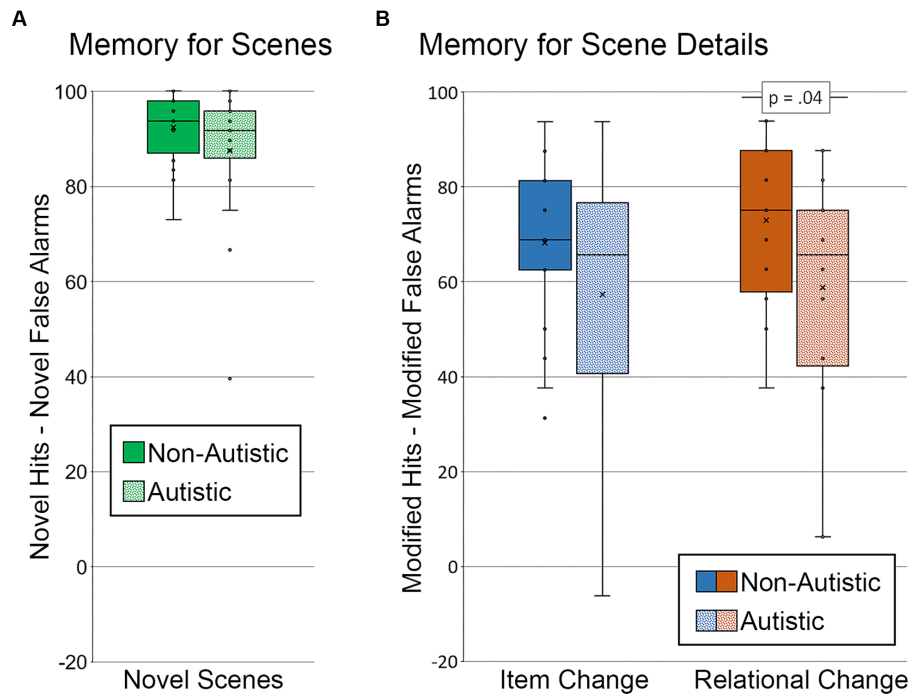 A
Memory for Scenes
Novel Hits - Novel False Alarms
100
80
60
40
20
0
-20
Non-Autistic
Autistic
Novel Scenes
B
Memory for Scene Details
Modified Hits - Modified False Alarms
100
80
60
40
20
0
-20
p = .04
Non-Autistic
Autistic
Item Change
Relational Change